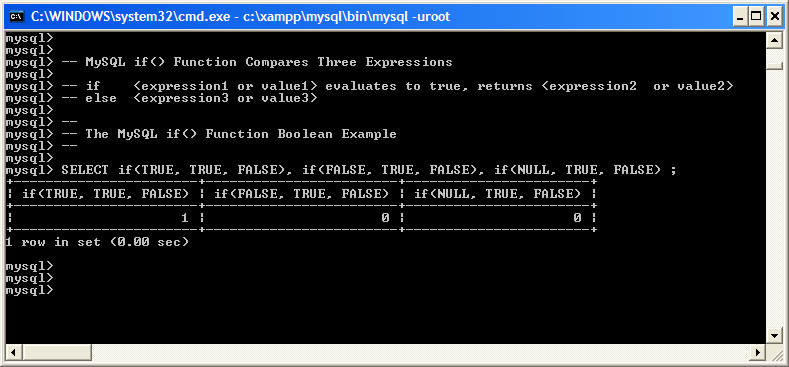 C:\WINDOWS\system32\cmd.exe - c:\xampp\mysql\bin\mysql -uroot
mysql>
mysql>
mysql> -- MySQL if() Function Compares Three Expressions
mysql>
mysql> -- if    <expression1 or value1> evaluates to true, returns <expression2  or value2>
mysql> -- else  <expression3 or value3>
mysql>
mysql> --
mysql> -- The MySQL if() Function Boolean Example
mysql> --
mysql>
mysql> SELECT if(TRUE, TRUE, FALSE), if(FALSE, TRUE, FALSE), if(NULL, TRUE, FALSE) ;
+-----------------------+------------------------+-----------------------+
| if(TRUE, TRUE, FALSE) | if(FALSE, TRUE, FALSE) | if(NULL, TRUE, FALSE) |
+-----------------------+------------------------+-----------------------+
|                     1 |                      0 |                     0 |
+-----------------------+------------------------+-----------------------+
1 row in set (0.00 sec)
mysql>
mysql>
mysql>